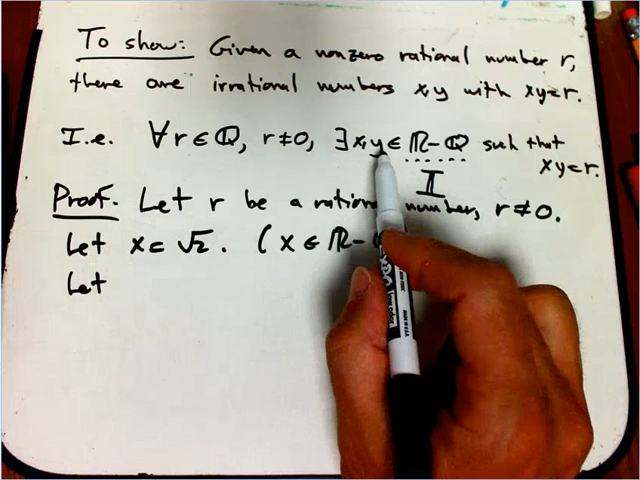 To show: Given a nonzero rational number r,
there are irrational numbers x,y with xy=r.
I.e. ∀r∈ℚ, r≠0, ∃x,y∈ℝ-ℚ such that
xy=r.
𝕀
Proof. Let r be a rational number, r≠0.
Let x=√2. (x∈ℝ-
Let